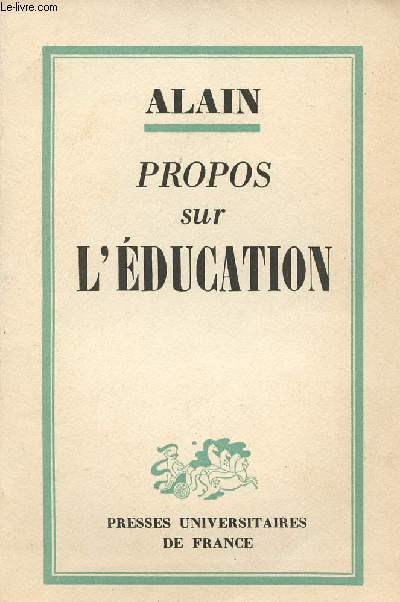 Le-livre.com
ALAIN
PROPOS
sur
L'ÉDUCATION
PRESSES UNIVERSITAIRES
DE FRANCE